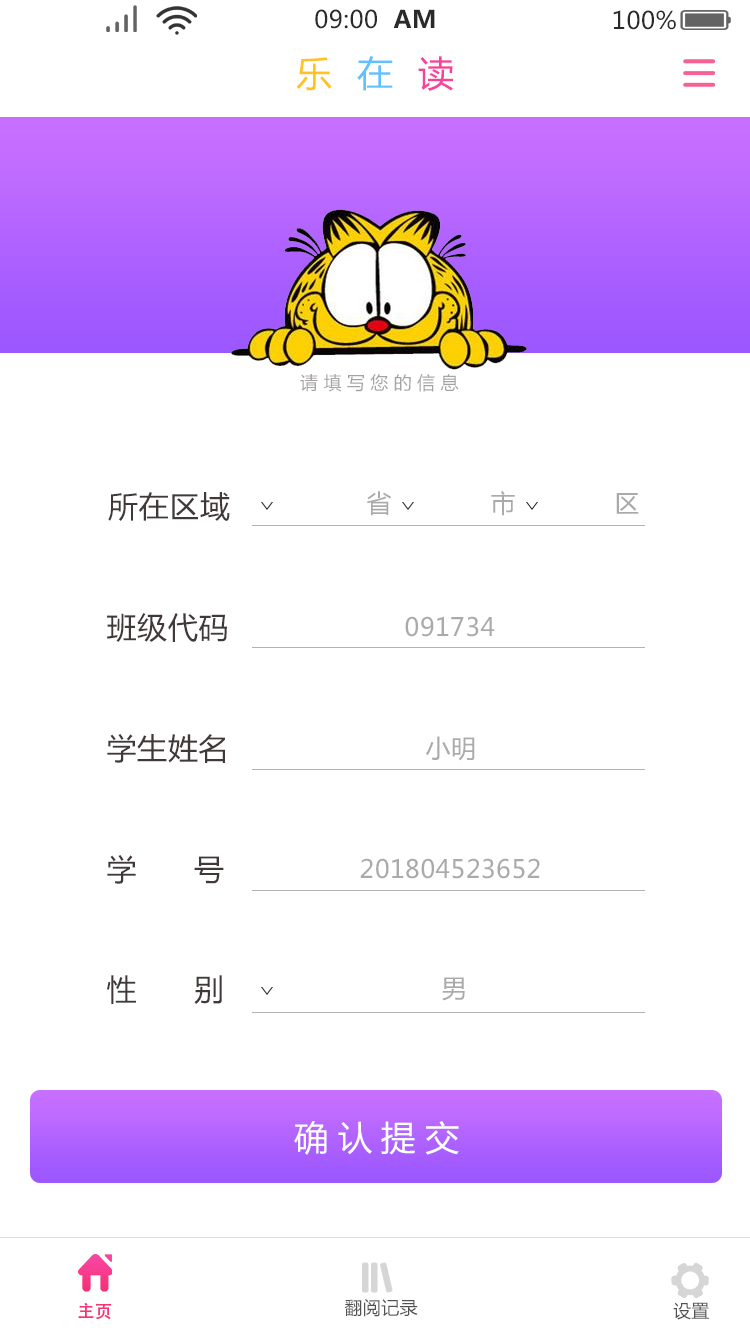 09:00 AM 100%
乐在读
请填写您的信息
所在区域 省 市 区
班级代码 091734
学生姓名 小明
学号 201804523652
性别 男
确认提交
主页 翻阅记录 设置